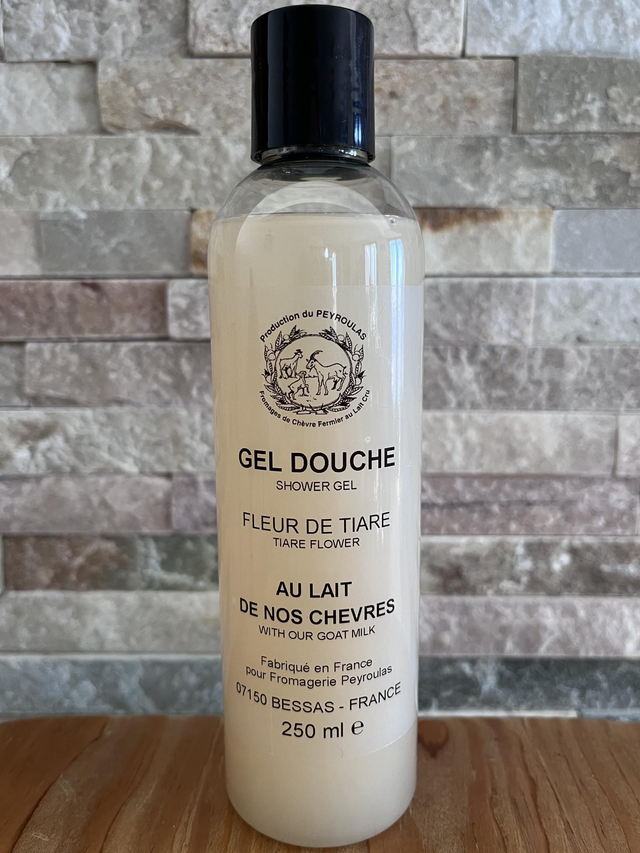 Production du PEYROULAS
Fromages de Chèvre Fermier au Lait Cru
GEL DOUCHE
SHOWER GEL
FLEUR DE TIARE
TIARE FLOWER
AU LAIT
DE NOS CHEVRES
WITH OUR GOAT MILK
Fabriqué en France
pour Fromagerie Peyroulas
07150 BESSAS - FRANCE
250 ml ℮